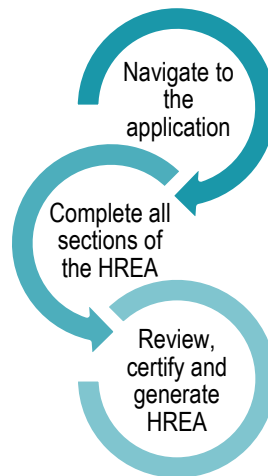 Navigate to
the
application
Complete all
sections of
the HREA
Review,
certify and
generate
HREA